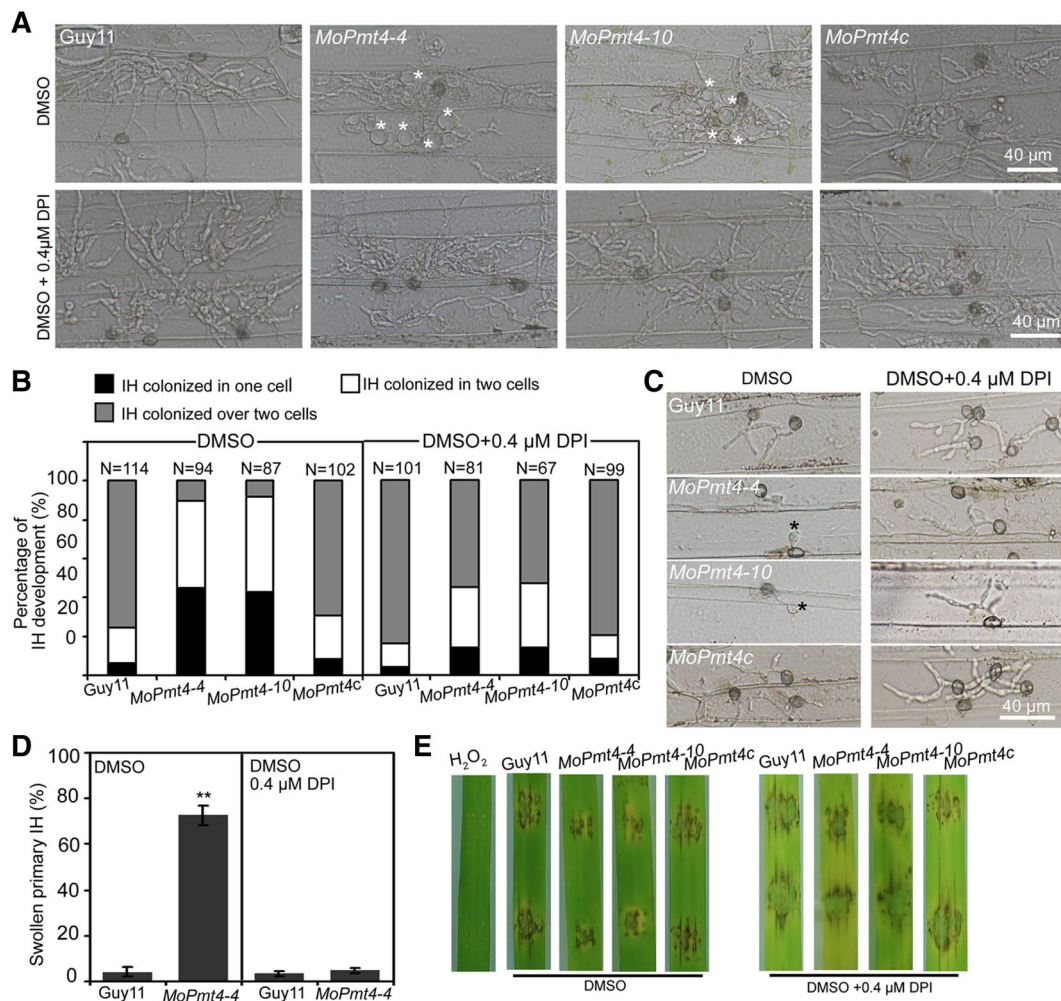 A
Guy11 MoPmt4-4 MoPmt4-10 MoPmt4c
DMSO
* * * * *
* * * * *
40 µm
DMSO + 0.4µM DPI
40 µm
B
IH colonized in one cell
IH colonized in two cells
IH colonized over two cells
DMSO DMSO+0.4 µM DPI
N=114 N=94 N=87 N=102 N=101 N=81 N=67 N=99
Percentage of
IH development (%)
100
80
60
40
20
0
Guy11 MoPmt4-4 MoPmt4-10 MoPmt4c Guy11 MoPmt4-4 MoPmt4-10 MoPmt4c
C
DMSO DMSO+0.4 µM DPI
Guy11
MoPmt4-4
*
MoPmt4-10
*
MoPmt4c
40 µm
D
Swollen primary IH (%)
100
80
60
40
20
0
DMSO
**
DMSO
0.4 µM DPI
Guy11 MoPmt4-4 Guy11 MoPmt4-4
E
H2O2 Guy11 MoPmt4-4 MoPmt4-10 MoPmt4c Guy11 MoPmt4-4 MoPmt4-10 MoPmt4c
DMSO DMSO +0.4 µM DPI